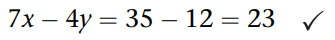 7x − 4y = 35 − 12 = 23 ✓